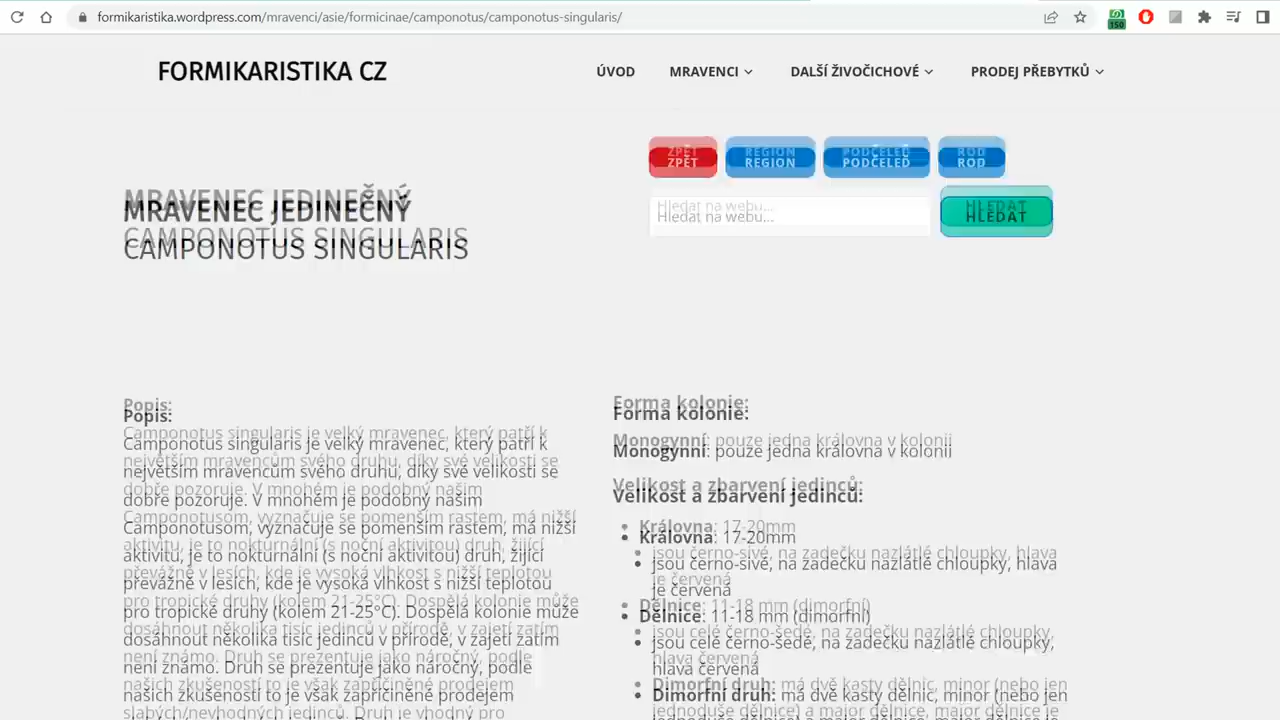 formikaristika.wordpress.com/mravenci/asie/formicinae/camponotus/camponotus-singularis/
150
FORMIKARISTIKA CZ
ÚVOD
MRAVENCI
DALŠÍ ŽIVOČICHOVÉ
PRODEJ PŘEBYTKŮ
ZPĚT
REGION
PODČELEĎ
ROD
Hledat na webu...
HLEDAT
MRAVENEC JEDINEČNÝ
CAMPONOTUS SINGULARIS
Popis:
Camponotus singularis je velký mravenec, který patří k
největším mravencům svého druhu, díky své velikosti se
dobře pozoruje. V mnohém je podobný našim
Camponotusom, vyznačuje se pomenším rastem, má nižší
aktivitu, je to nokturnální (s noční aktivitou) druh, žijící
převážně v lesích, kde je vysoká vlhkost s nižší teplotou
pro tropické druhy (kolem 21-25°C). Dospělá kolonie může
dosáhnout několika tisíc jedinců v přírodě, v zajetí zatím
není známo. Druh se prezentuje jako náročný, podle
našich zkušeností to je však zapříčiněné prodejem
slabých/nevhodných jedinců. Druh je vhodný pro
Forma kolonie:
Monogynní: pouze jedna královna v kolonii
Velikost a zbarvení jedinců:
Královna: 17-20mm
jsou černo-sivé, na zadečku nazlátlé chloupky, hlava
je červená
Dělnice: 11-18 mm (dimorfní)
jsou celé černo-šedé, na zadečku nazlátlé chloupky,
hlava červená
Dimorfní druh: má dvě kasty dělnic, minor (nebo jen
jednoduše dělnice) a major dělnice, major dělnice je